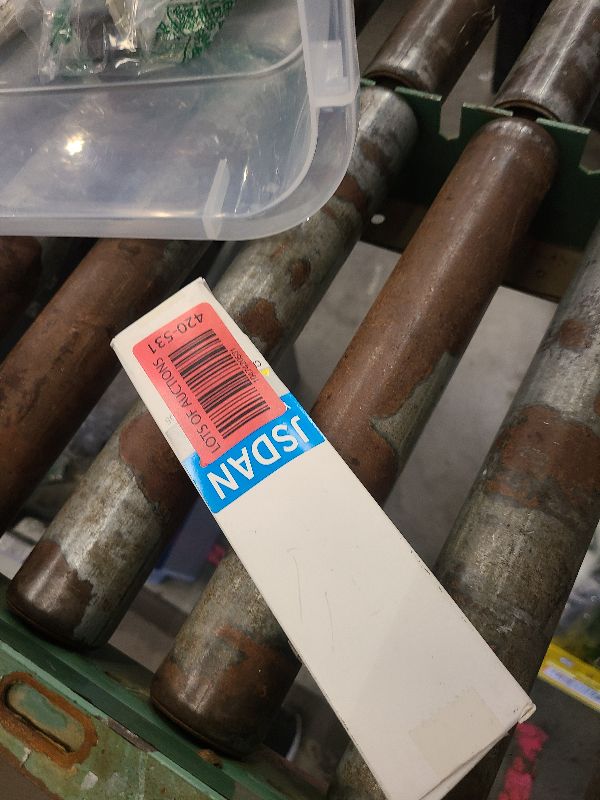 LOTS OF AUCTIONS
420-531
JSDAN